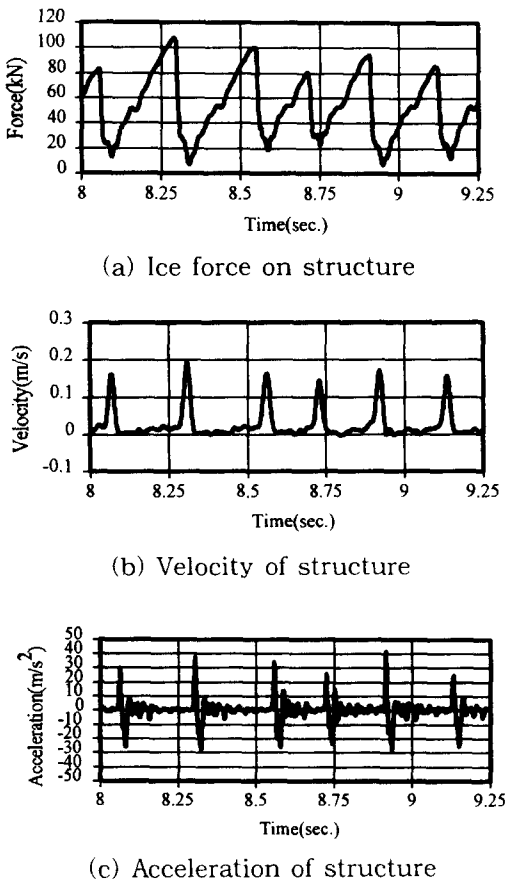 120
100
80
60
40
20
0
Force(kN)
8 8.25 8.5 8.75 9 9.25
Time(sec.)
(a) Ice force on structure
0.3
0.2
0.1
0
-0.1
Velocity(m/s)
8 8.25 8.5 8.75 9 9.25
Time(sec.)
(b) Velocity of structure
50
40
30
20
10
0
-10
-20
-30
-40
-50
Acceleration(m/s²)
8 8.25 8.5 8.75 9 9.25
Time(sec.)
(c) Acceleration of structure